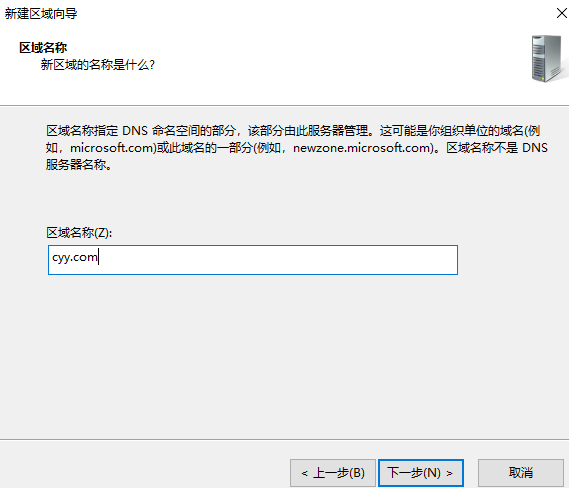 新建区域向导
区域名称
新区域的名称是什么?
区域名称指定 DNS 命名空间的部分，该部分由此服务器管理。这可能是你组织单位的域名(例
如，microsoft.com)或此域名的一部分(例如，newzone.microsoft.com)。区域名称不是 DNS
服务器名称。
区域名称(Z):
cyy.com
< 上一步(B)
下一步(N) >
取消